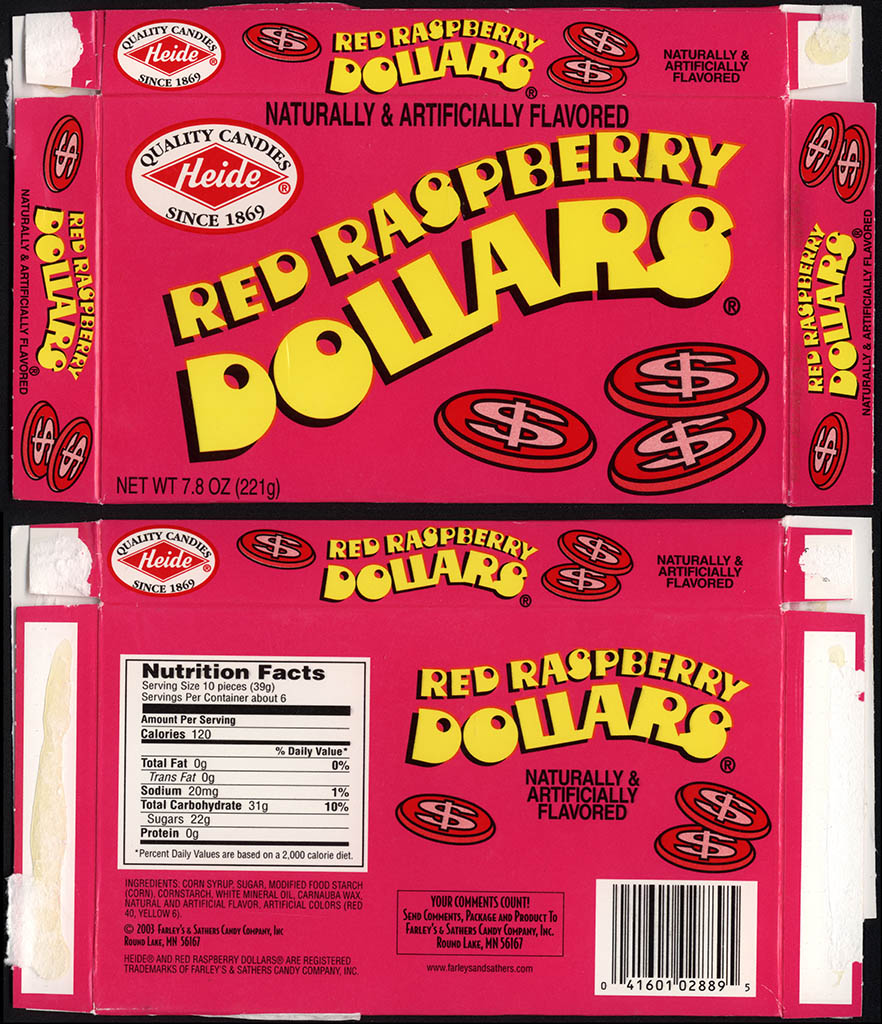 QUALITY CANDIES
Heide ®
SINCE 1869
$
RED RASPBERRY
DOLLARS ®
$
$
NATURALLY &
ARTIFICIALLY
FLAVORED
NATURALLY & ARTIFICIALLY FLAVORED
QUALITY CANDIES
Heide ®
SINCE 1869
RED RASPBERRY
DOLLARS ®
$
$
$
NET WT 7.8 OZ (221g)
$
RED RASPBERRY
DOLLARS ®
NATURALLY & ARTIFICIALLY FLAVORED
$
$
$
$
RED RASPBERRY
DOLLARS ®
NATURALLY & ARTIFICIALLY FLAVORED
$
QUALITY CANDIES
Heide ®
SINCE 1869
$
RED RASPBERRY
DOLLARS ®
$
$
NATURALLY &
ARTIFICIALLY
FLAVORED
Nutrition Facts
Serving Size 10 pieces (39g)
Servings Per Container about 6
Amount Per Serving
Calories 120
% Daily Value*
Total Fat 0g 0%
Trans Fat 0g
Sodium 20mg 1%
Total Carbohydrate 31g 10%
Sugars 22g
Protein 0g
*Percent Daily Values are based on a 2,000 calorie diet.
INGREDIENTS: CORN SYRUP, SUGAR, MODIFIED FOOD STARCH
(CORN), CORNSTARCH, WHITE MINERAL OIL, CARNAUBA WAX,
NATURAL AND ARTIFICIAL FLAVOR, ARTIFICIAL COLORS (RED
40, YELLOW 6).
© 2003 FARLEY'S & SATHERS CANDY COMPANY, INC
ROUND LAKE, MN 56167
HEIDE® AND RED RASPBERRY DOLLARS® ARE REGISTERED
TRADEMARKS OF FARLEY'S & SATHERS CANDY COMPANY, INC.
RED RASPBERRY
DOLLARS ®
NATURALLY &
ARTIFICIALLY
FLAVORED
$
$
$
YOUR COMMENTS COUNT!
SEND COMMENTS, PACKAGE AND PRODUCT TO
FARLEY'S & SATHERS CANDY COMPANY, INC.
ROUND LAKE, MN 56167
www.farleysandsathers.com
0 41601 02889 5